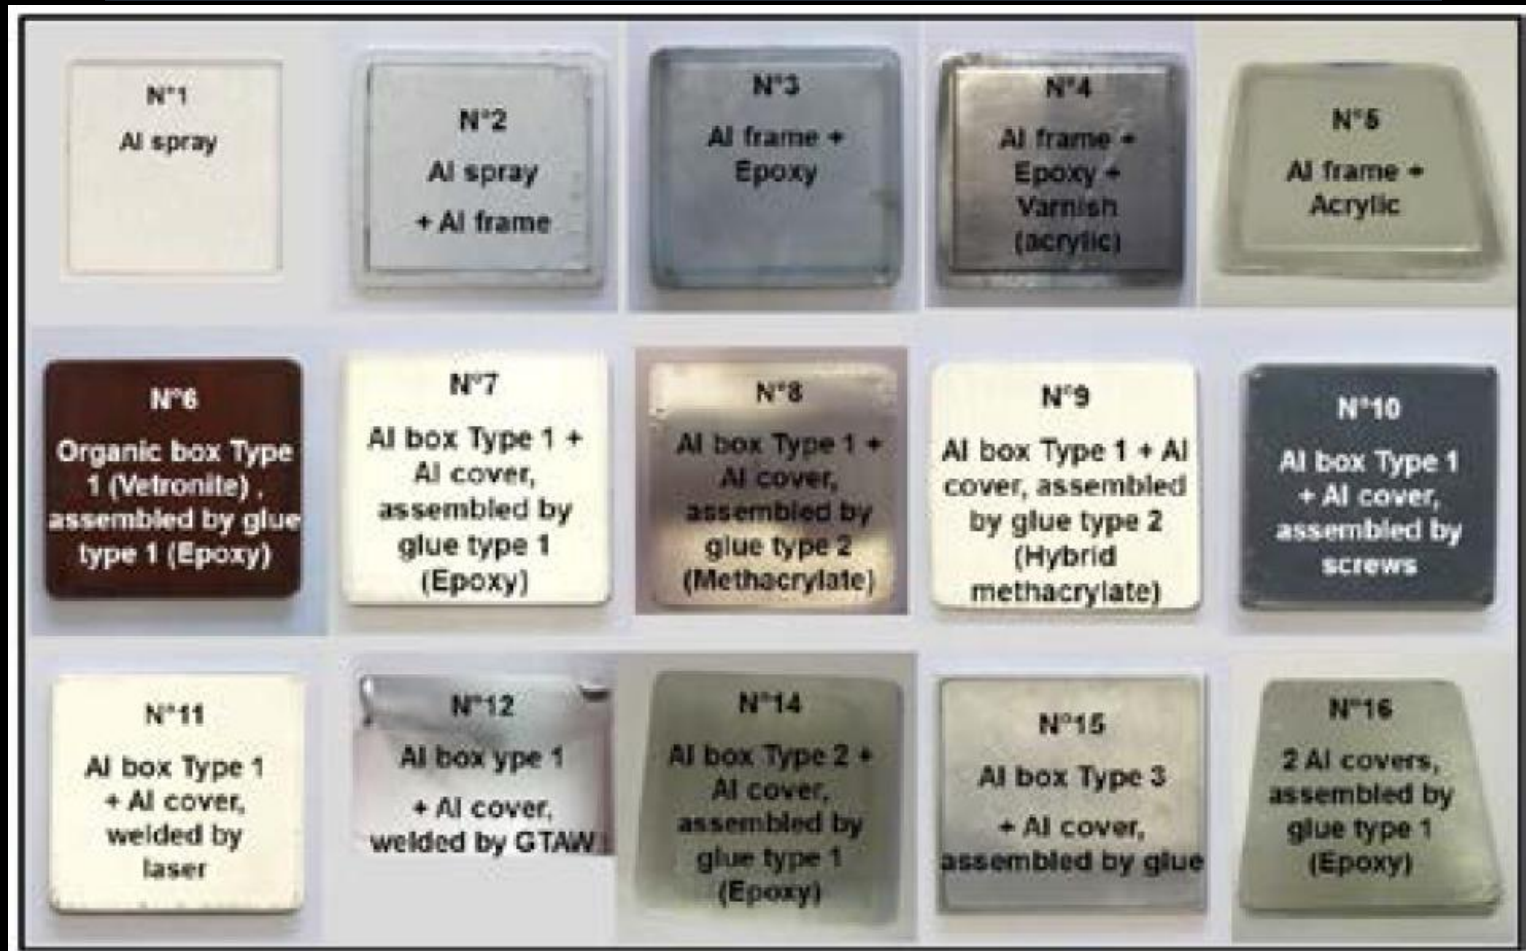 N°1
Al spray
N°2
Al spray
+ Al frame
N°3
Al frame +
Epoxy
N°4
Al frame +
Epoxy +
Varnish
(acrylic)
N°5
Al frame +
Acrylic
N°6
Organic box Type
1 (Vetronite) ,
assembled by glue
type 1 (Epoxy)
N°7
Al box Type 1 +
Al cover,
assembled by
glue type 1
(Epoxy)
N°8
Al box Type 1 +
Al cover,
assembled by
glue type 2
(Methacrylate)
N°9
Al box Type 1 + Al
cover, assembled
by glue type 2
(Hybrid
methacrylate)
N°10
Al box Type 1
+ Al cover,
assembled by
screws
N°11
Al box Type 1
+ Al cover,
welded by
laser
N°12
Al box ype 1
+ Al cover,
welded by GTAW
N°14
Al box Type 2 +
Al cover,
assembled by
glue type 1
(Epoxy)
N°15
Al box Type 3
+ Al cover,
assembled by glue
N°16
2 Al covers,
assembled by
glue type 1
(Epoxy)